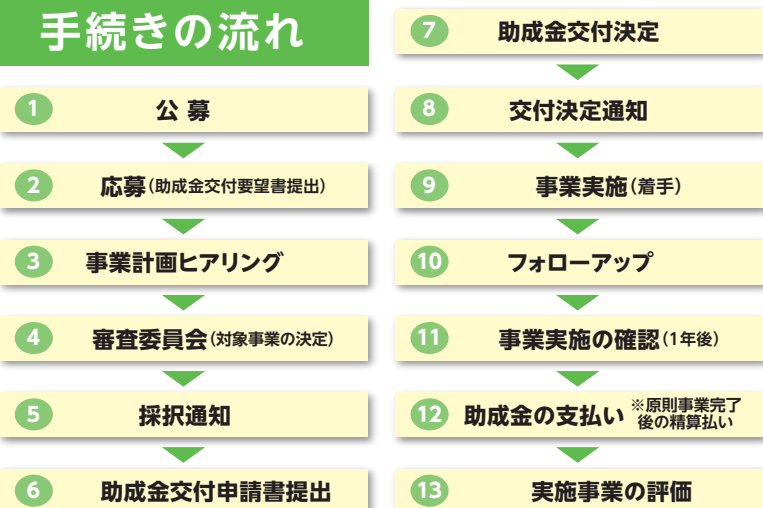 手続きの流れ
1 公 募
2 応募(助成金交付要望書提出)
3 事業計画ヒアリング
4 審査委員会(対象事業の決定)
5 採択通知
6 助成金交付申請書提出
7 助成金交付決定
8 交付決定通知
9 事業実施(着手)
10 フォローアップ
11 事業実施の確認(1年後)
12 助成金の支払い ※原則事業完了
後の精算払い
13 実施事業の評価